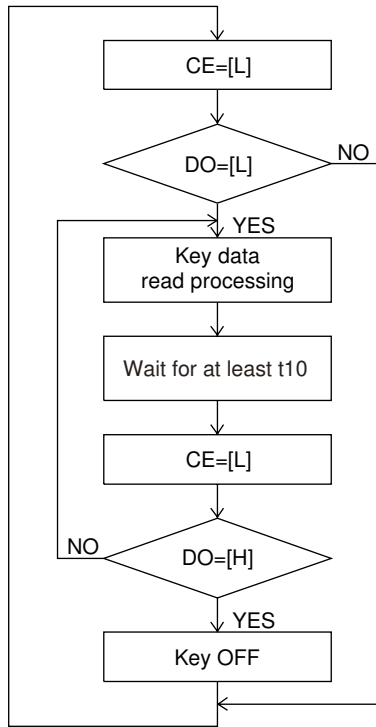 CE=[L]
DO=[L]
NO
YES
Key data
read processing
Wait for at least t10
CE=[L]
NO
DO=[H]
YES
Key OFF